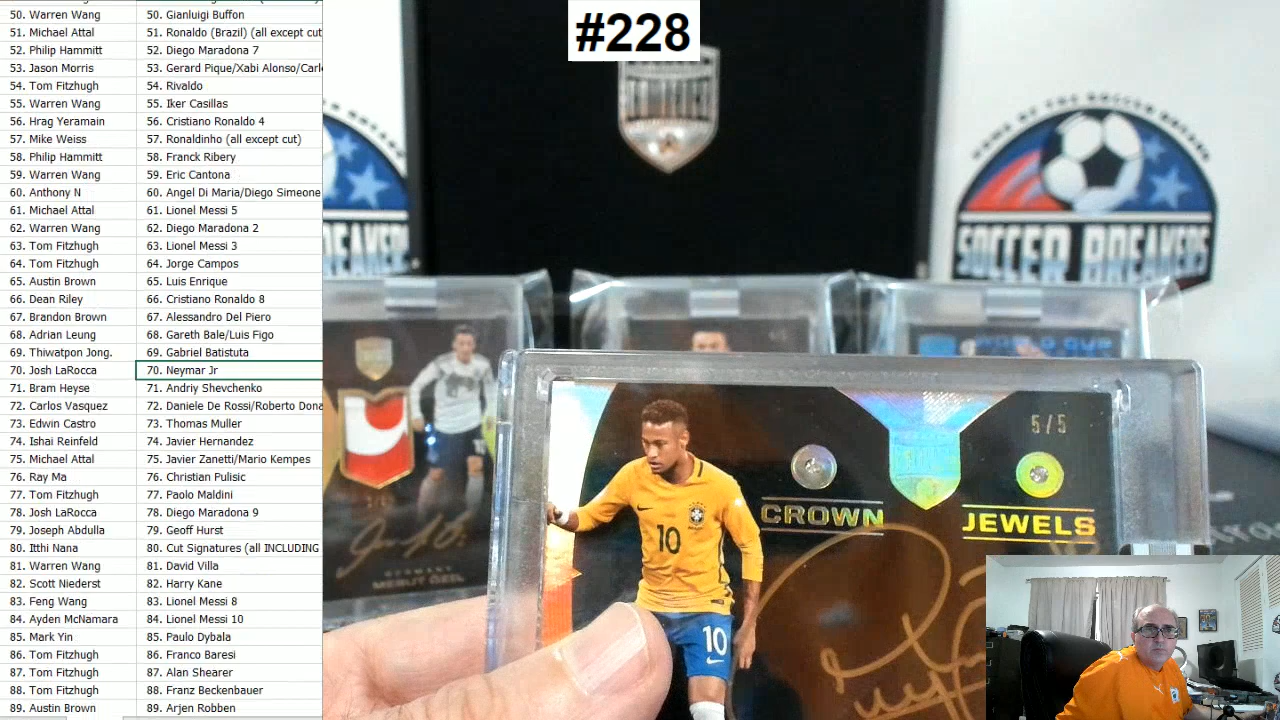 #228
50. Warren Wang 50. Gianluigi Buffon
51. Michael Attal 51. Ronaldo (Brazil) (all except cut
52. Philip Hammitt 52. Diego Maradona 7
53. Jason Morris 53. Gerard Pique/Xabi Alonso/Carl
54. Tom Fitzhugh 54. Rivaldo
55. Warren Wang 55. Iker Casillas
56. Hrag Yeramain 56. Cristiano Ronaldo 4
57. Mike Weiss 57. Ronaldinho (all except cut)
58. Philip Hammitt 58. Franck Ribery
59. Warren Wang 59. Eric Cantona
60. Anthony N 60. Angel Di Maria/Diego Simeone
61. Michael Attal 61. Lionel Messi 5
62. Warren Wang 62. Diego Maradona 2
63. Tom Fitzhugh 63. Lionel Messi 3
64. Tom Fitzhugh 64. Jorge Campos
65. Austin Brown 65. Luis Enrique
66. Dean Riley 66. Cristiano Ronaldo 8
67. Brandon Brown 67. Alessandro Del Piero
68. Adrian Leung 68. Gareth Bale/Luis Figo
69. Thiwatpon Jong. 69. Gabriel Batistuta
70. Josh LaRocca 70. Neymar Jr
71. Bram Heyse 71. Andriy Shevchenko
72. Carlos Vasquez 72. Daniele De Rossi/Roberto Dona
73. Edwin Castro 73. Thomas Muller
74. Ishai Reinfeld 74. Javier Hernandez
75. Michael Attal 75. Javier Zanetti/Mario Kempes
76. Ray Ma 76. Christian Pulisic
77. Tom Fitzhugh 77. Paolo Maldini
78. Josh LaRocca 78. Diego Maradona 9
79. Joseph Abdulla 79. Geoff Hurst
80. Itthi Nana 80. Cut Signatures (all INCLUDING
81. Warren Wang 81. David Villa
82. Scott Niederst 82. Harry Kane
83. Feng Wang 83. Lionel Messi 8
84. Ayden McNamara 84. Lionel Messi 10
85. Mark Yin 85. Paulo Dybala
86. Tom Fitzhugh 86. Franco Baresi
87. Tom Fitzhugh 87. Alan Shearer
88. Tom Fitzhugh 88. Franz Beckenbauer
89. Austin Brown 89. Arjen Robben
SOCCER BREAKERS
BREAKERS
WORLD CUP
5/5
CROWN JEWELS
10
10
GERMANY
MESUT ÖZIL